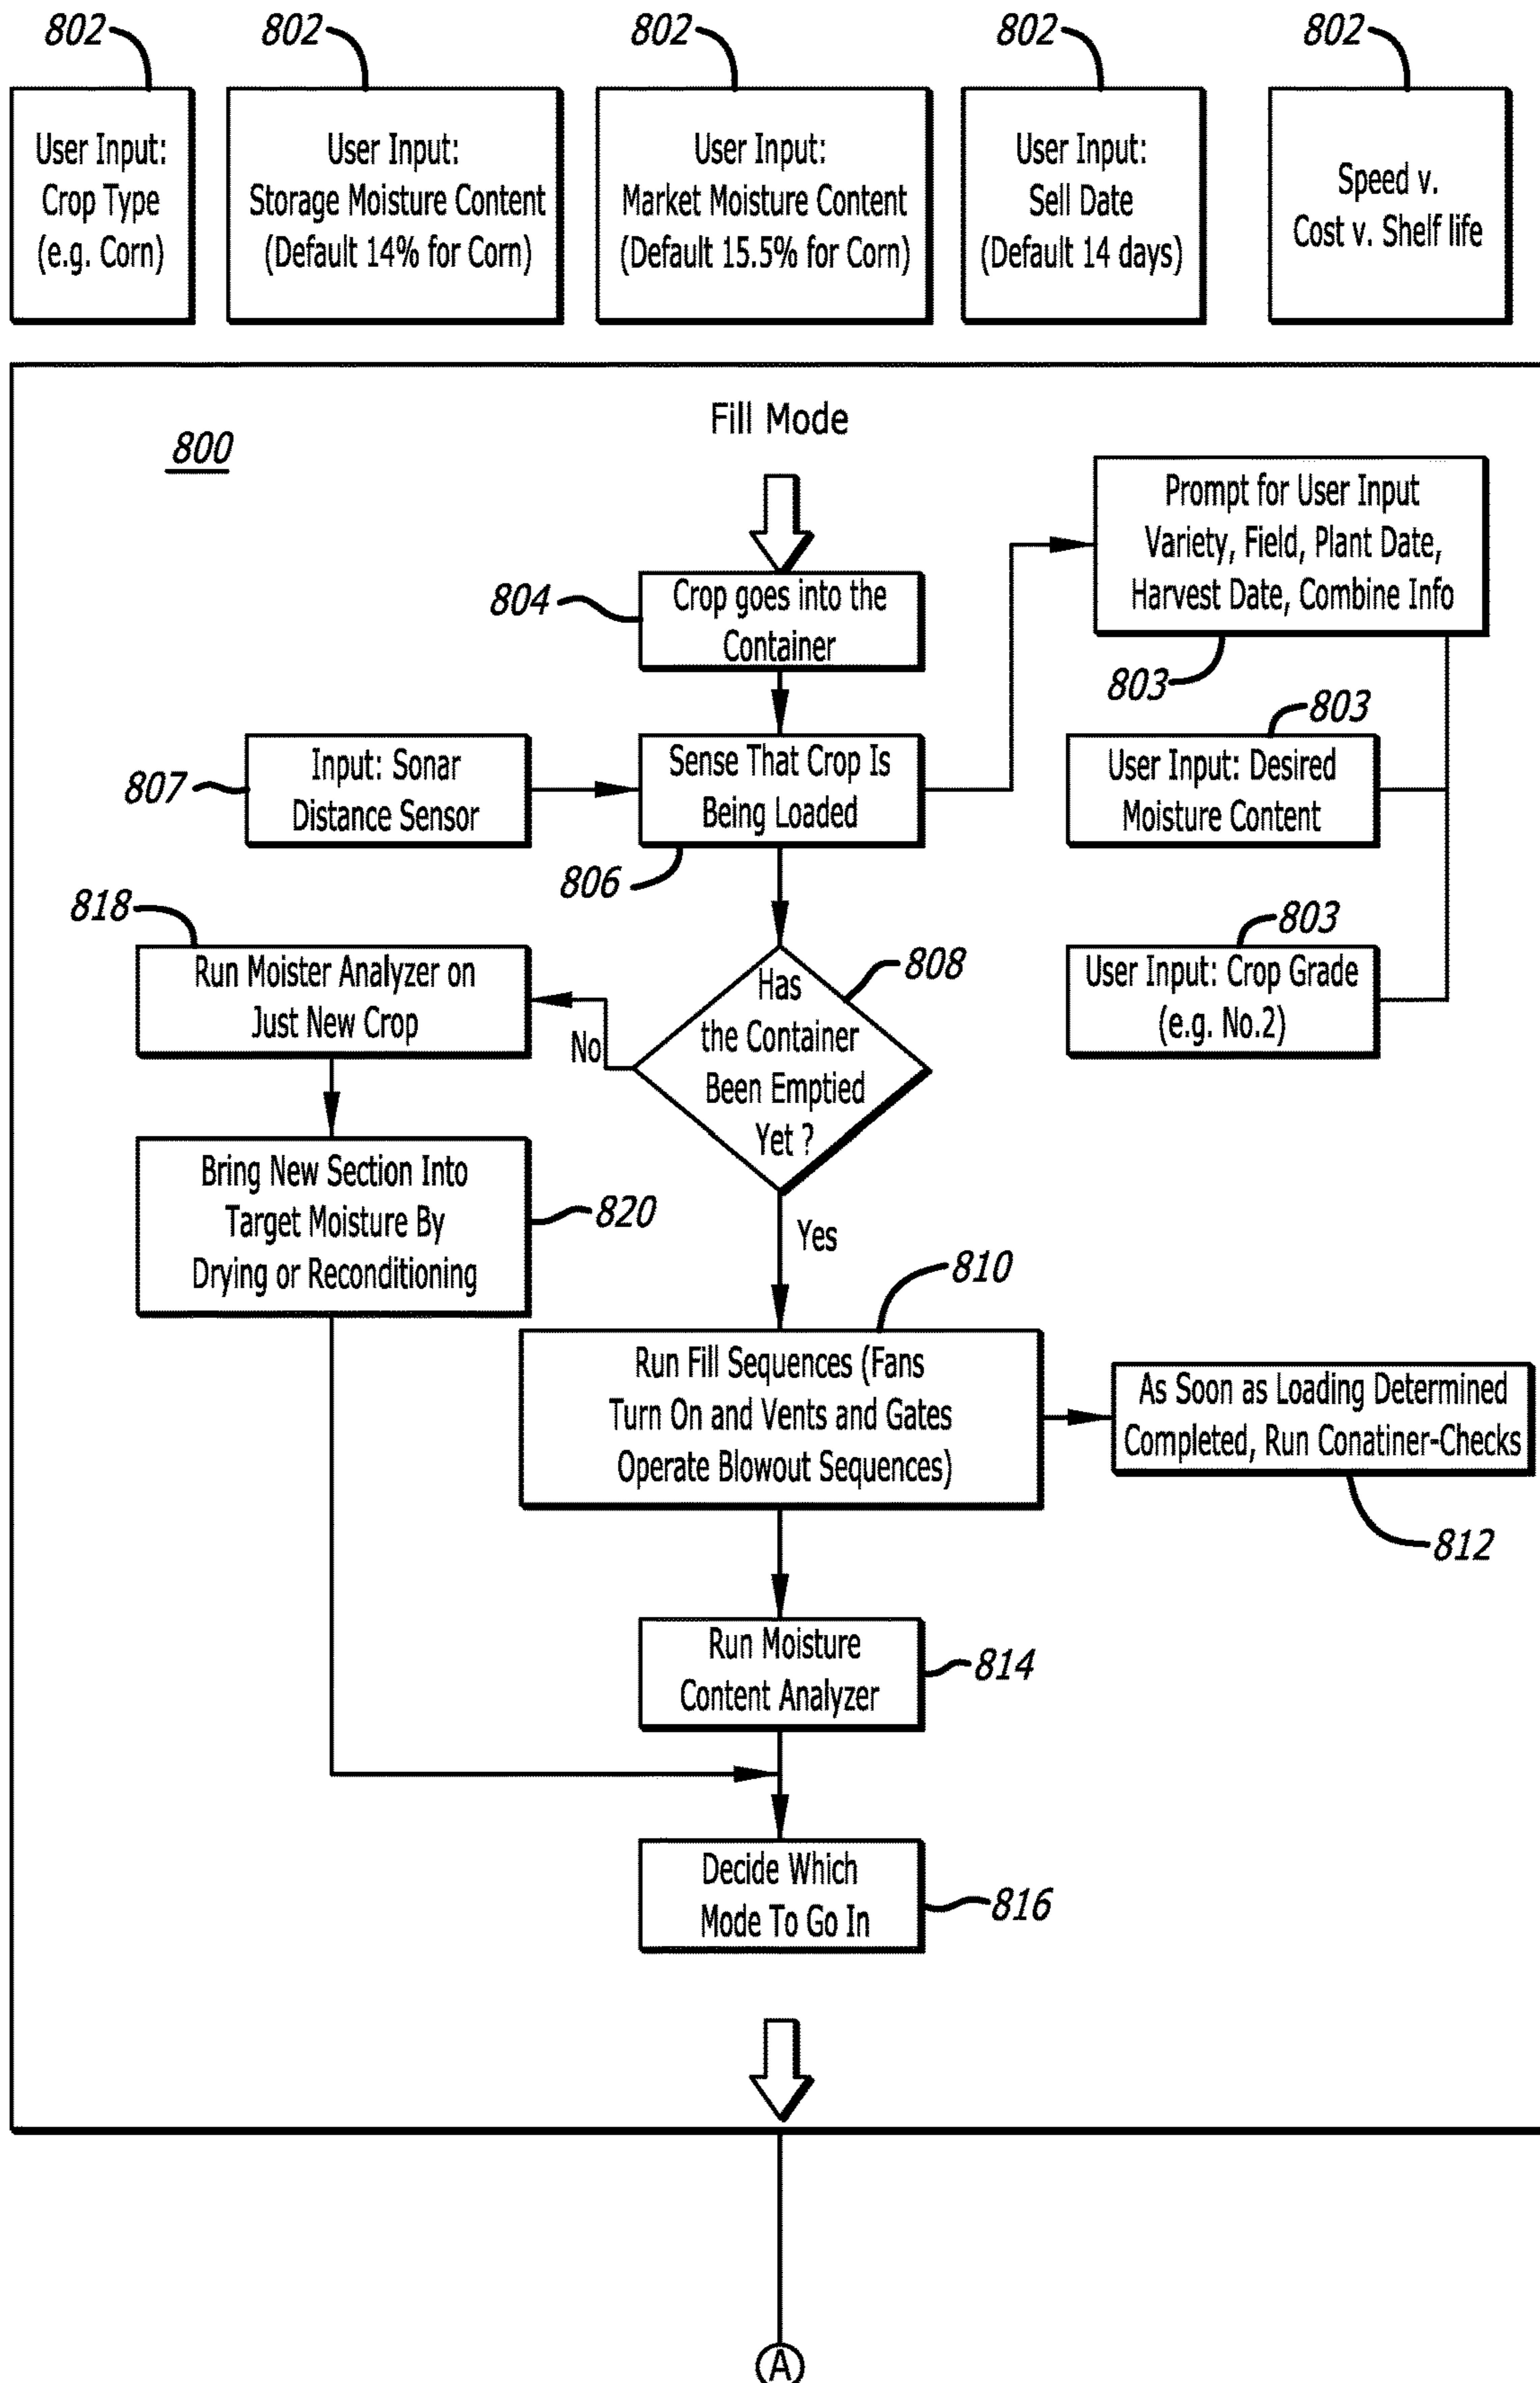 802
802
802
802
802
User Input:
Crop Type
(e.g. Corn)
User Input:
Storage Moisture Content
(Default 14% for Corn)
User Input:
Market Moisture Content
(Default 15.5% for Corn)
User Input:
Sell Date
(Default 14 days)
Speed v.
Cost v. Shelf life
Fill Mode
800
Prompt for User Input
Variety, Field, Plant Date,
Harvest Date, Combine Info
803
804
Crop goes into the
Container
807
Input: Sonar
Distance Sensor
Sense That Crop Is
Being Loaded
806
803
User Input: Desired
Moisture Content
818
Run Moister Analyzer on
Just New Crop
808
Has
the Container
Been Emptied
Yet ?
No
Yes
803
User Input: Crop Grade
(e.g. No.2)
Bring New Section Into
Target Moisture By
Drying or Reconditioning
820
810
Run Fill Sequences (Fans
Turn On and Vents and Gates
Operate Blowout Sequences)
As Soon as Loading Determined
Completed, Run Conatiner-Checks
812
Run Moisture
Content Analyzer
814
Decide Which
Mode To Go In
816
A